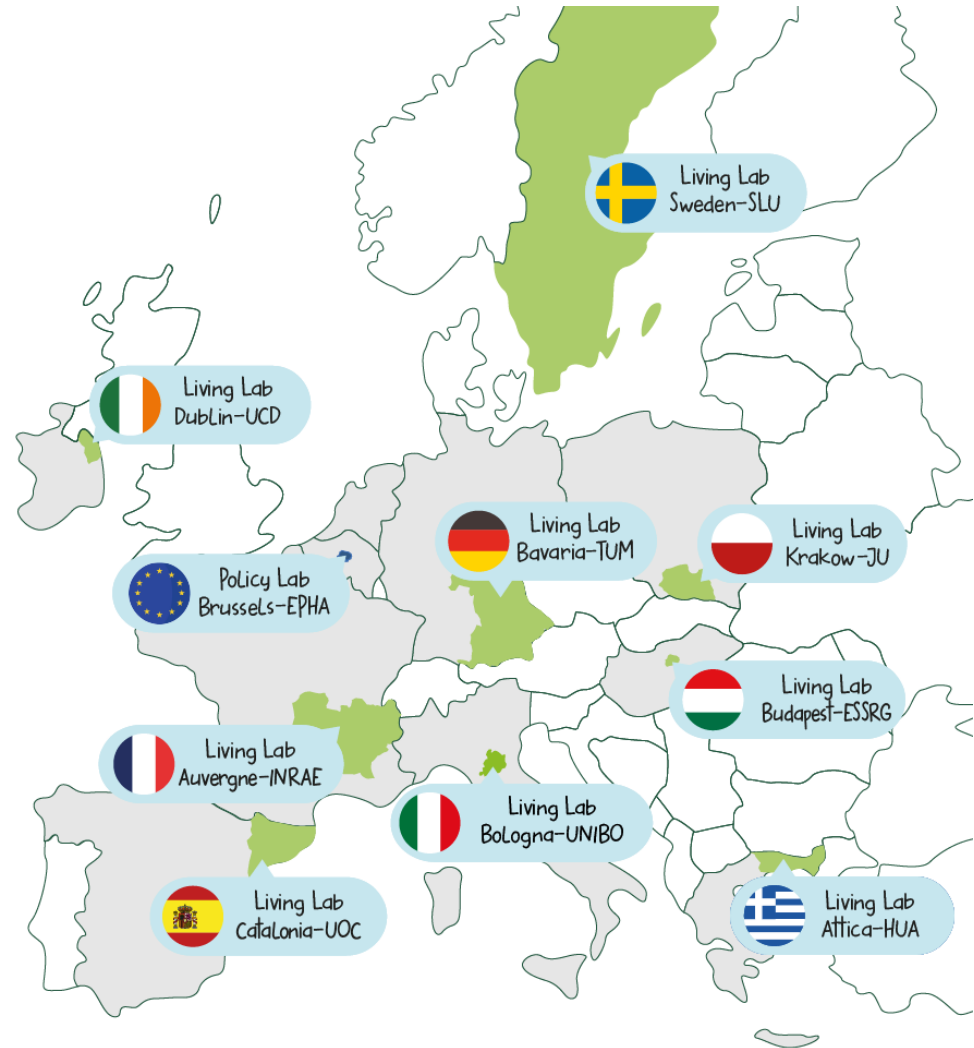 Living Lab
Sweden-SLU
Living Lab
Dublin-UCD
Living Lab
Bavaria-TUM
Living Lab
Krakow-JU
Policy Lab
Brussels-EPHA
Living Lab
Budapest-ESSRG
Living Lab
Auvergne-INRAE
Living Lab
Bologna-UNIBO
Living Lab
Catalonia-UOC
Living Lab
Attica-HUA